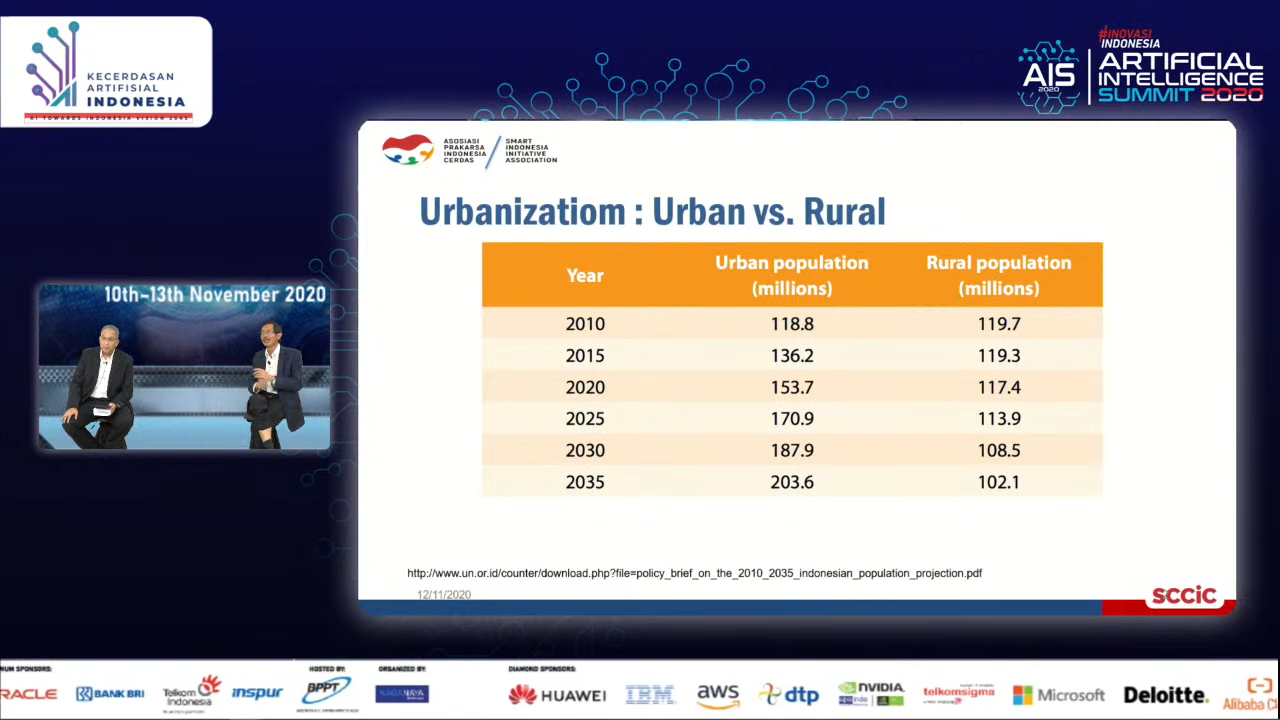 KECERDASAN
ARTIFISIAL
INDONESIA
#INOVASI
INDONESIA
AIS
2020
ARTIFICIAL
INTELLIGENCE
SUMMIT 2020
ASOSIASI
PRAKARSA
INDONESIA
CERDAS
SMART
INDONESIA
INITIATIVE
ASSOCIATION
Urbanizatiom : Urban vs. Rural
Year Urban population (millions) Rural population (millions)
2010 118.8 119.7
2015 136.2 119.3
2020 153.7 117.4
2025 170.9 113.9
2030 187.9 108.5
2035 203.6 102.1
10th-13th November 2020
http://www.un.or.id/counter/download.php?file=policy_brief_on_the_2010_2035_indonesian_population_projection.pdf
12/11/2020
sccic
NUM SPONSORS: HOSTED BY: ORGANIZED BY: DIAMOND SPONSORS:
RACLE BANK BRI Telkom Indonesia inspur BPPT NAGANAYA HUAWEI IBM aws dtp NVIDIA telkomsigma Microsoft Deloitte. Alibaba C